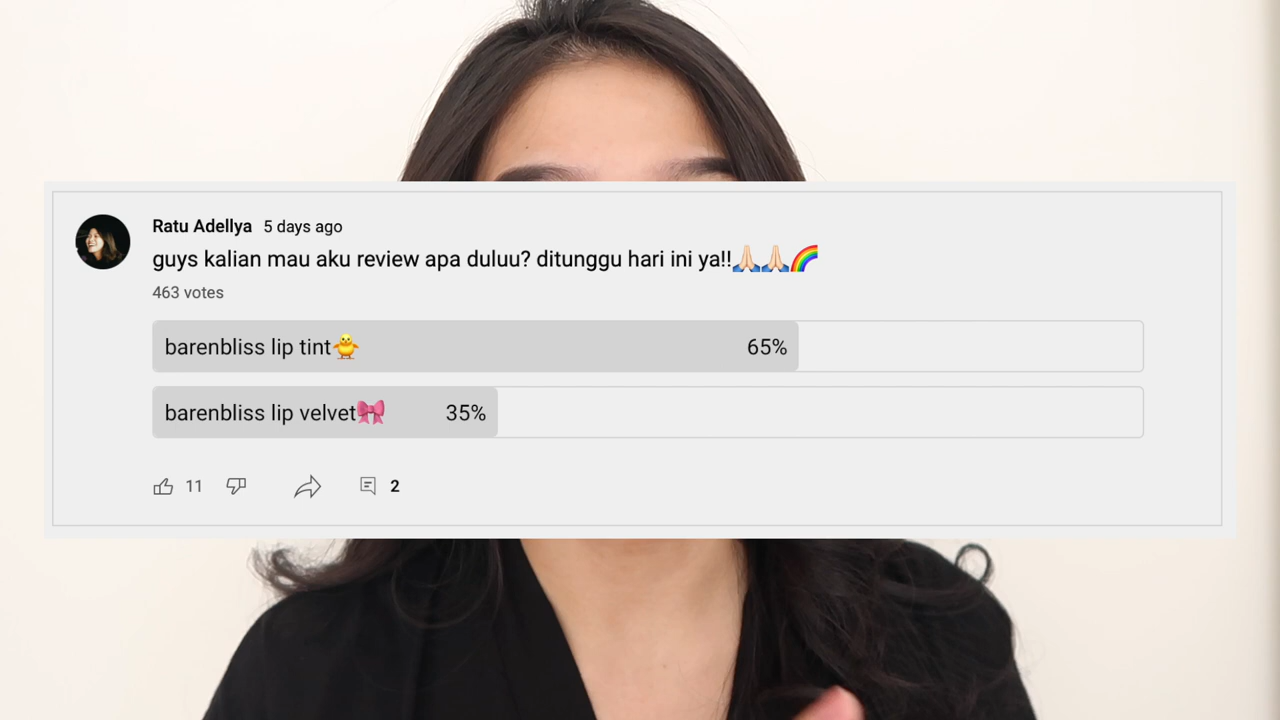 Ratu Adellya 5 days ago
guys kalian mau aku review apa duluu? ditunggu hari ini ya!!🙏🏻🙏🏻🌈
463 votes
barenbliss lip tint🐥 65%
barenbliss lip velvet🎀 35%
11 2